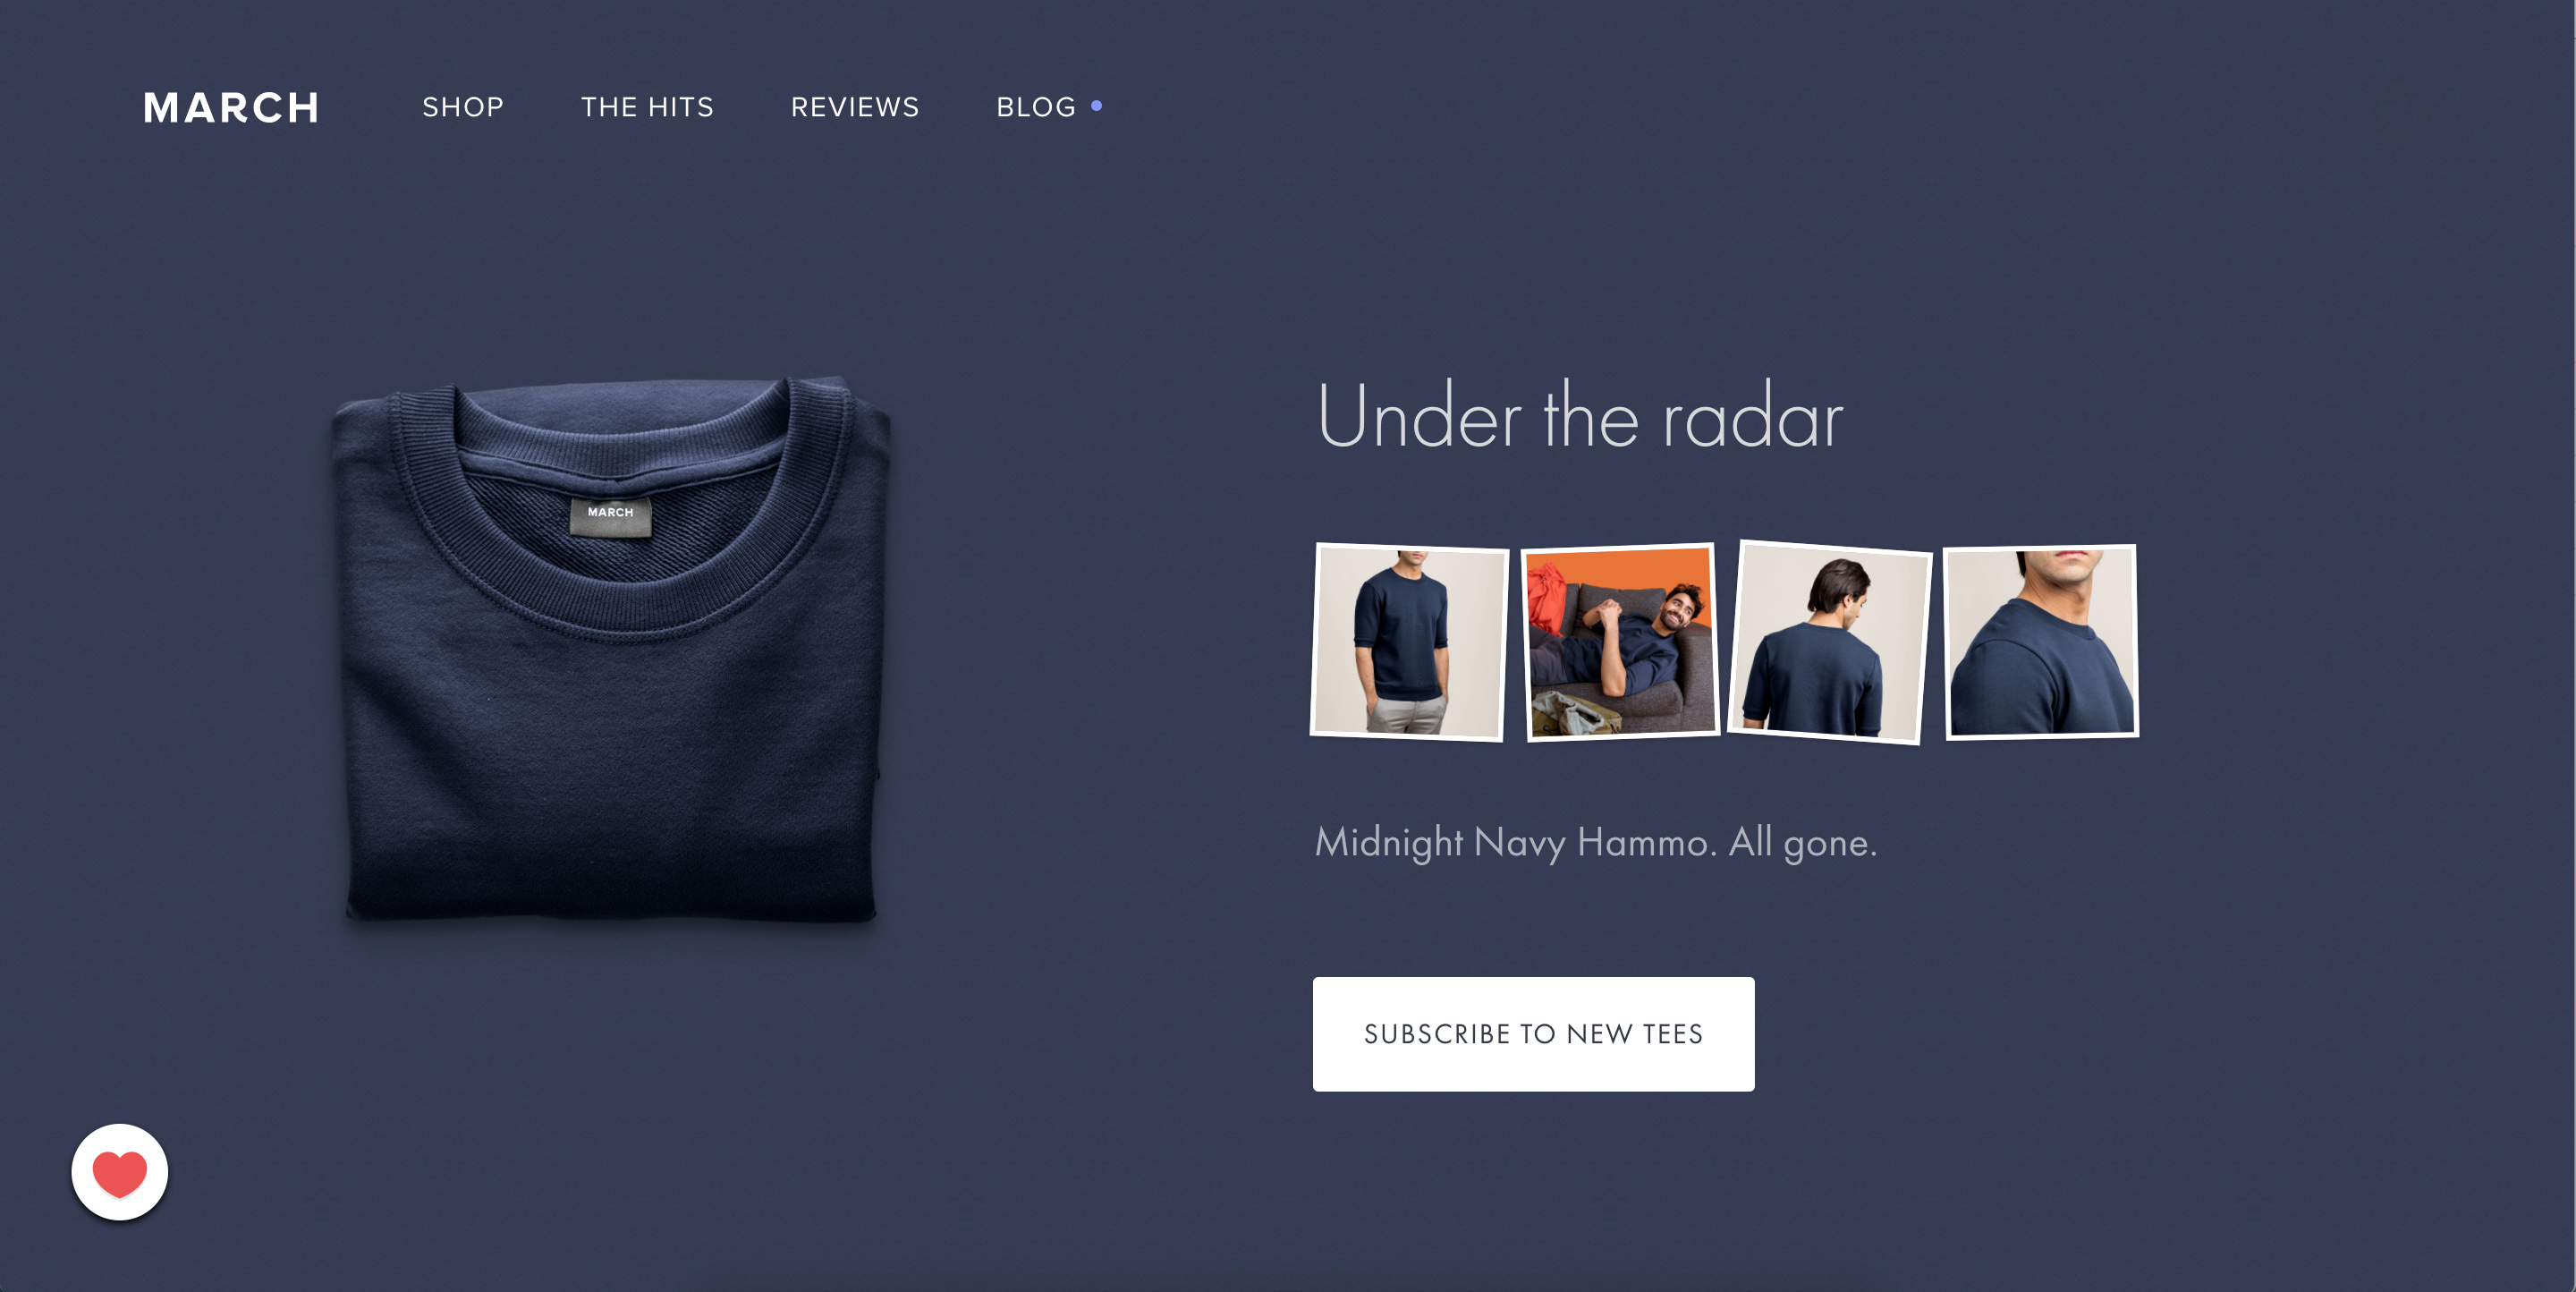 MARCH
SHOP
THE HITS
REVIEWS
BLOG
MARCH
Under the radar
Midnight Navy Hammo. All gone.
SUBSCRIBE TO NEW TEES